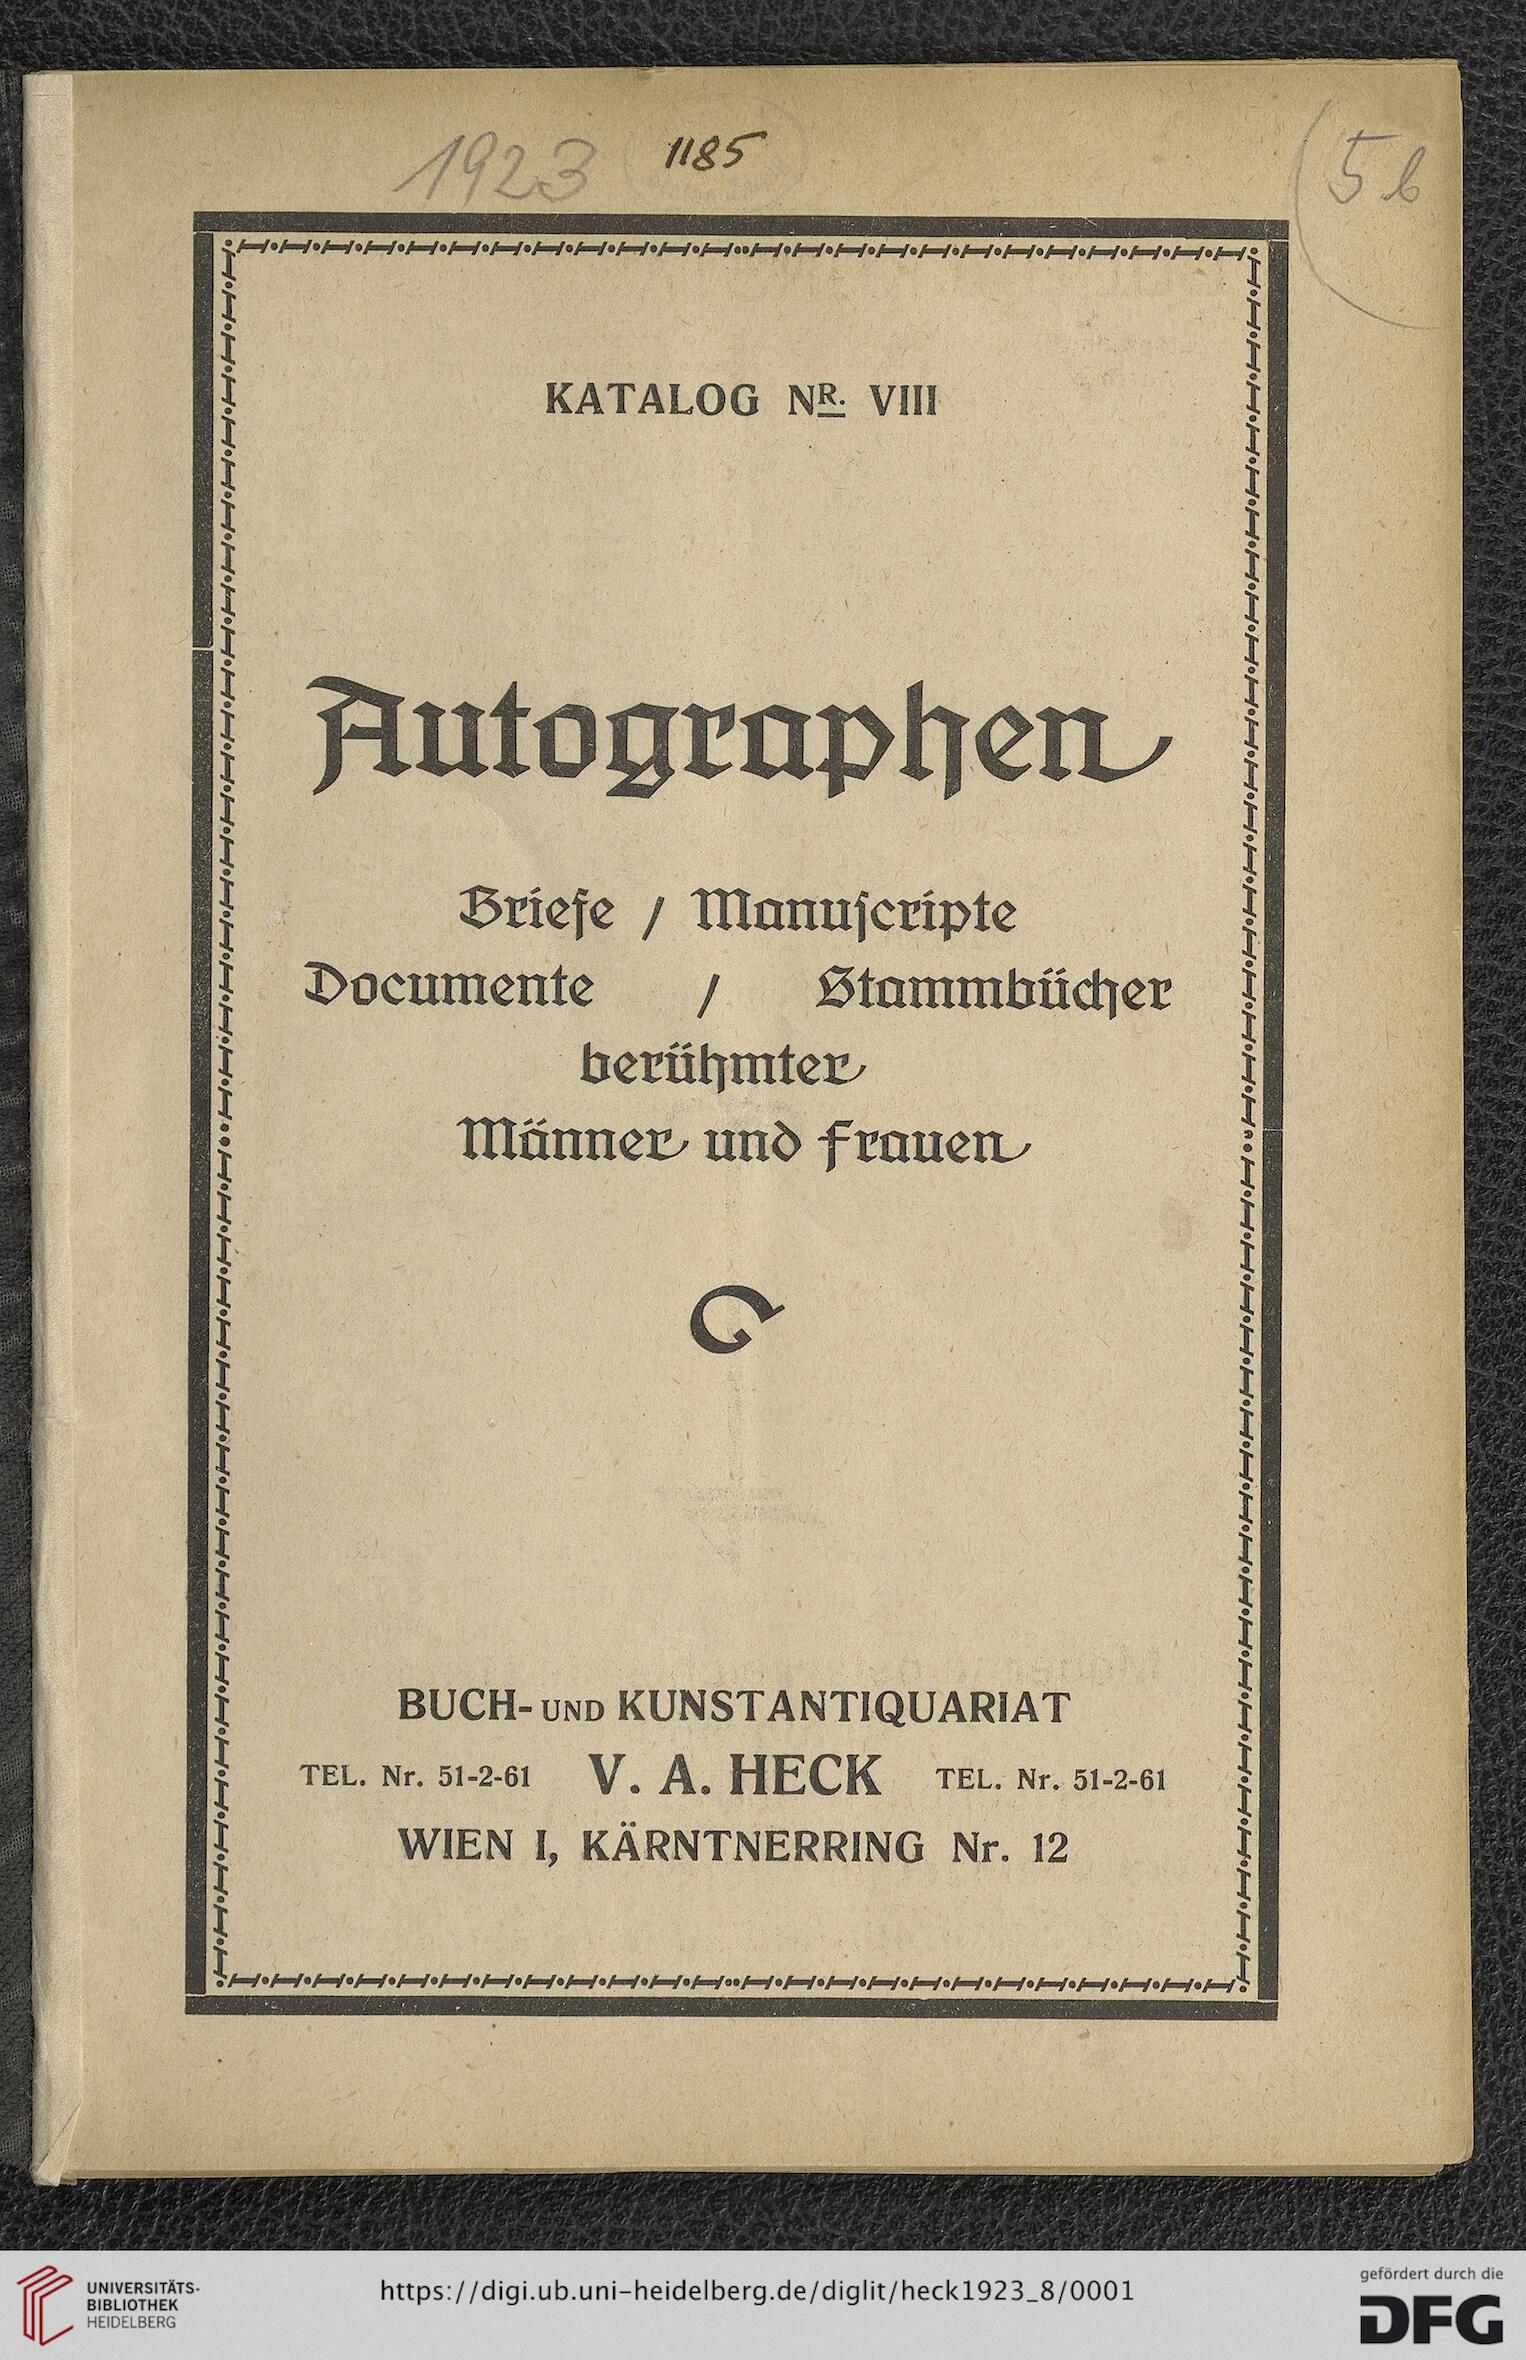 1923 1185 5b
KATALOG NR. VIII
Autographen
Briefe / Manuscripte
Documente / Stammbücher
berühmter
Männer und Frauen
BUCH- UND KUNSTANTIQUARIAT
TEL. Nr. 51-2-61 V. A. HECK TEL. Nr. 51-2-61
WIEN I, KÄRNTNERRING Nr. 12
UNIVERSITÄTS-
BIBLIOTHEK
HEIDELBERG
https://digi.ub.uni-heidelberg.de/diglit/heck1923_8/0001
gefördert durch die
DFG